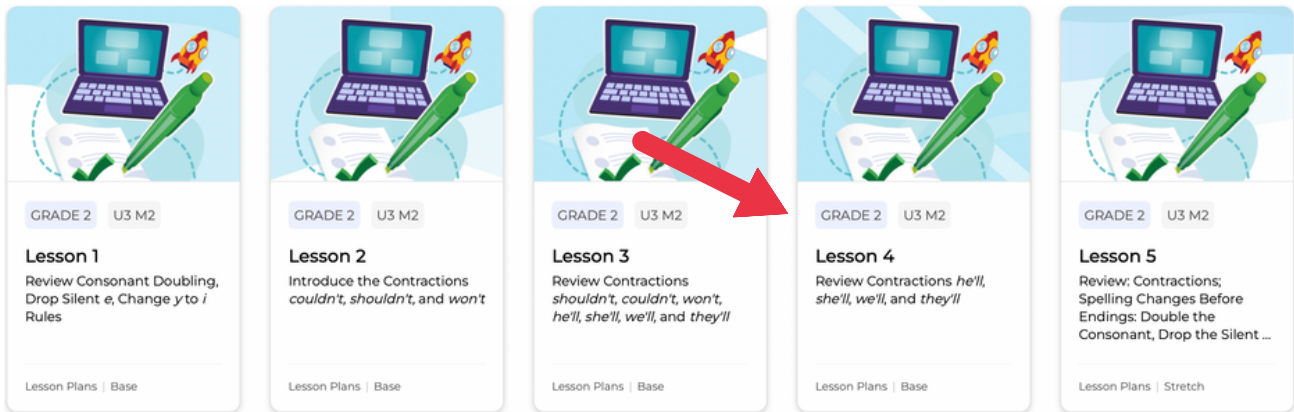 GRADE 2 U3 M2
Lesson 1
Review Consonant Doubling,
Drop Silent e, Change y to i
Rules
Lesson Plans | Base
GRADE 2 U3 M2
Lesson 2
Introduce the Contractions
couldn't, shouldn't, and won't
Lesson Plans | Base
GRADE 2 U3 M2
Lesson 3
Review Contractions
shouldn't, couldn't, won't,
he'll, she'll, we'll, and they'll
Lesson Plans | Base
GRADE 2 U3 M2
Lesson 4
Review Contractions he'll,
she'll, we'll, and they'll
Lesson Plans | Base
GRADE 2 U3 M2
Lesson 5
Review: Contractions;
Spelling Changes Before
Endings: Double the
Consonant, Drop the Silent ...
Lesson Plans | Stretch